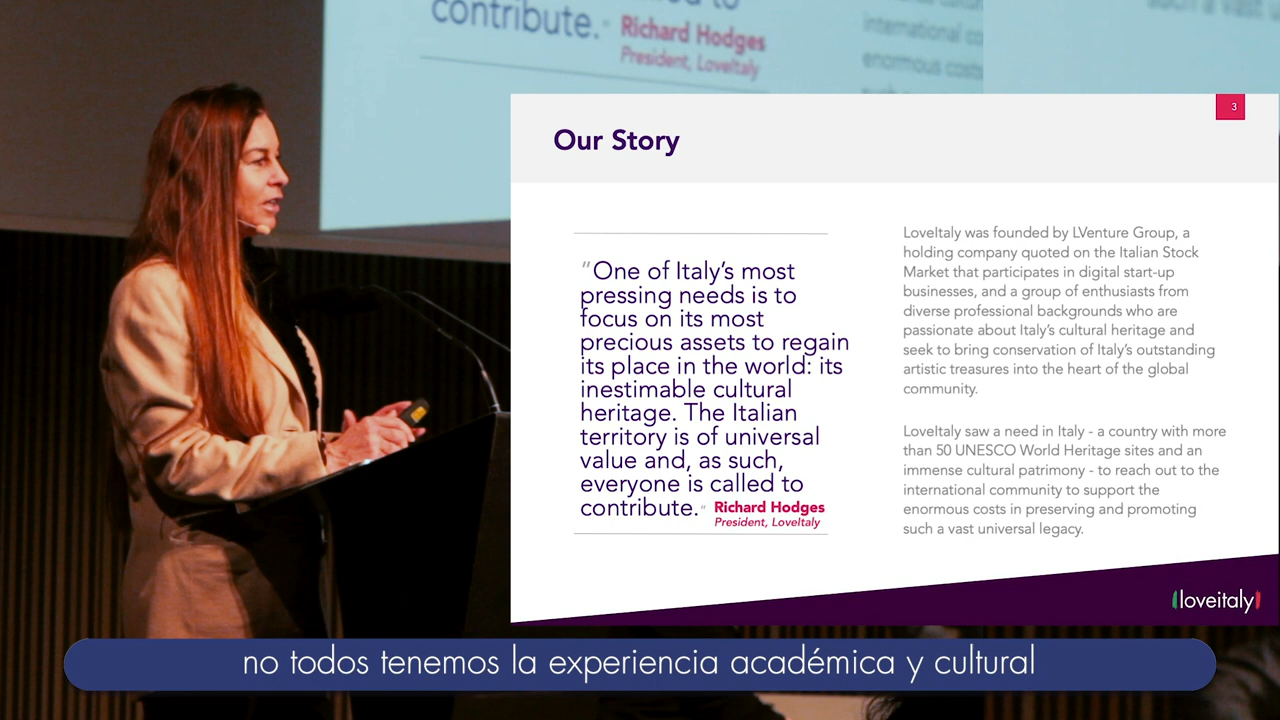 contribute."
Richard Hodges
President, LoveItaly
international co
enormous costs
such a vast u
3
Our Story
"One of Italy's most
pressing needs is to
focus on its most
precious assets to regain
its place in the world: its
inestimable cultural
heritage. The Italian
territory is of universal
value and, as such,
everyone is called to
contribute." Richard Hodges
President, LoveItaly
LoveItaly was founded by LVenture Group, a
holding company quoted on the Italian Stock
Market that participates in digital start-up
businesses, and a group of enthusiasts from
diverse professional backgrounds who are
passionate about Italy's cultural heritage and
seek to bring conservation of Italy's outstanding
artistic treasures into the heart of the global
community.
LoveItaly saw a need in Italy - a country with more
than 50 UNESCO World Heritage sites and an
immense cultural patrimony - to reach out to the
international community to support the
enormous costs in preserving and promoting
such a vast universal legacy.
loveitaly
no todos tenemos la experiencia académica y cultural